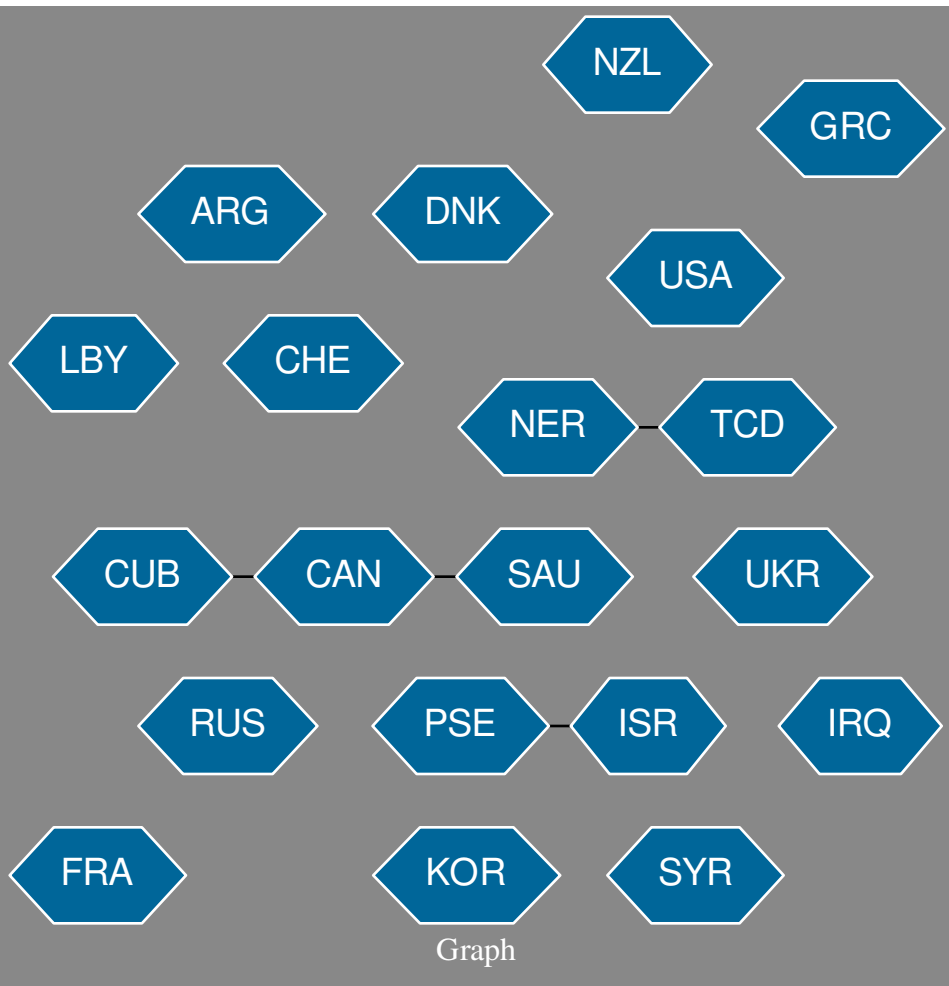 NZL
GRC
ARG DNK
USA
LBY CHE
NER TCD
CUB CAN SAU UKR
RUS PSE ISR IRQ
FRA KOR SYR
Graph